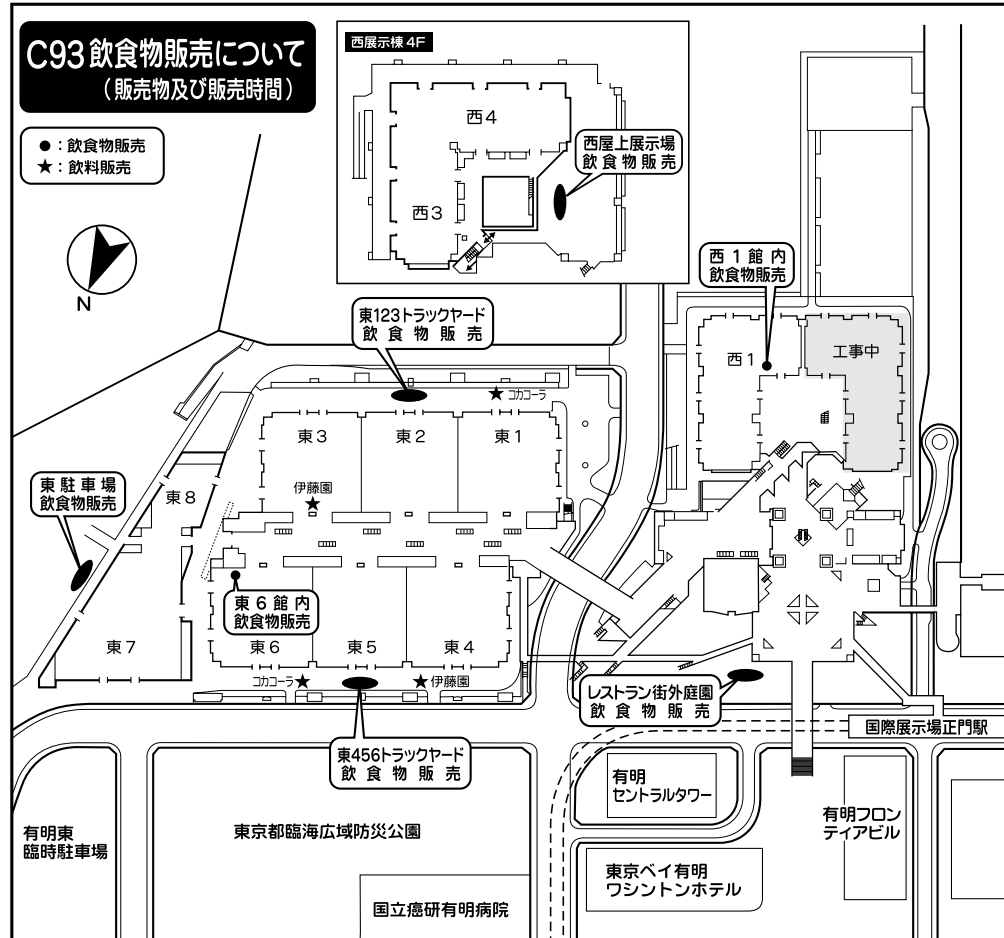 C93飲食物販売について
（販売物及び販売時間）
●：飲食物販売
★：飲料販売
N
西展示棟4F
西4
西3
西屋上展示場
飲食物販売
西1館内
飲食物販売
西1
工事中
東123トラックヤード
飲食物販売
コカコーラ
東3
東2
東1
伊藤園
東駐車場
飲食物販売
東8
東7
東6館内
飲食物販売
東6
東5
東4
コカコーラ
伊藤園
東456トラックヤード
飲食物販売
レストラン街外庭園
飲食物販売
国際展示場正門駅
有明
セントラルタワー
有明フロン
ティアビル
有明東
臨時駐車場
東京都臨海広域防災公園
東京ベイ有明
ワシントンホテル
国立癌研有明病院